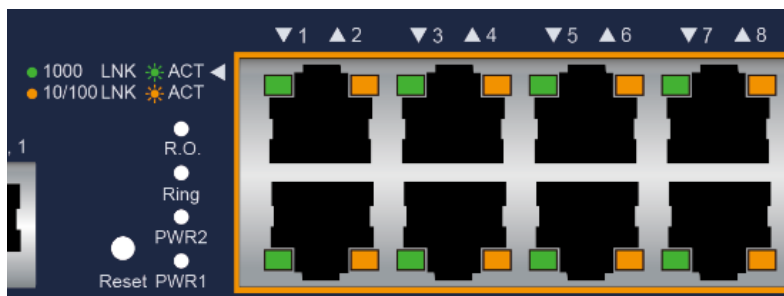 ▼1 ▲2 ▼3 ▲4 ▼5 ▲6 ▼7 ▲8
1000 LNK ACT ◀
10/100 LNK ACT
R.O.
, 1
Ring
PWR2
Reset PWR1